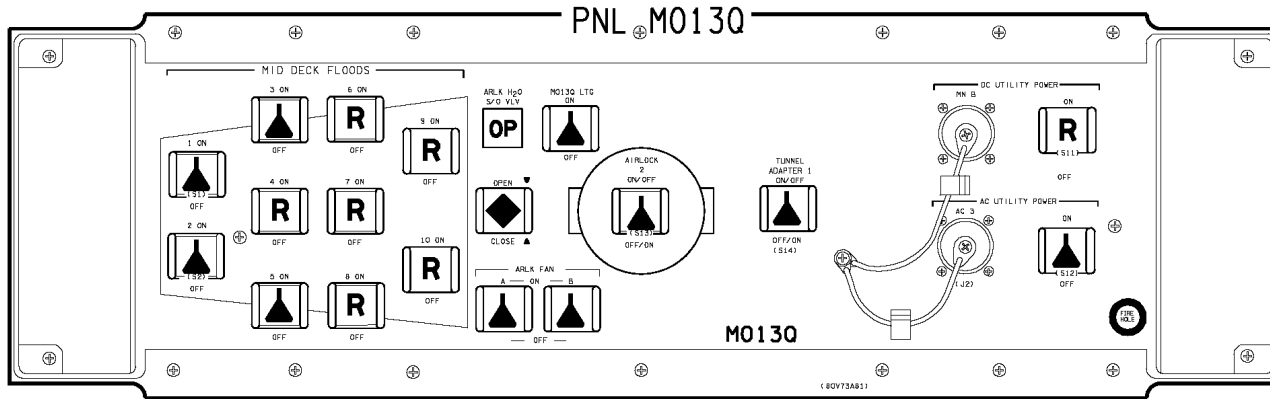 PNL MO13Q
MID DECK FLOODS
3 ON
OFF
6 ON
R
OFF
9 ON
R
OFF
1 ON
(S1)
OFF
4 ON
R
OFF
7 ON
R
OFF
2 ON
(S2)
OFF
10 ON
R
OFF
5 ON
OFF
8 ON
R
OFF
ARLK H2O
S/O VLV
OP
MO13Q LTG
ON
OFF
OPEN
CLOSE
AIRLOCK
2
ON/OFF
(S13)
OFF/ON
ARLK FAN
A ON B
OFF
TUNNEL
ADAPTER 1
ON/OFF
OFF/ON
(S14)
DC UTILITY POWER
MN B
ON
R
(S11)
OFF
AC UTILITY POWER
AC 3
(J2)
ON
(S12)
OFF
FIRE
HOLE
MO13Q
(80V73A81)